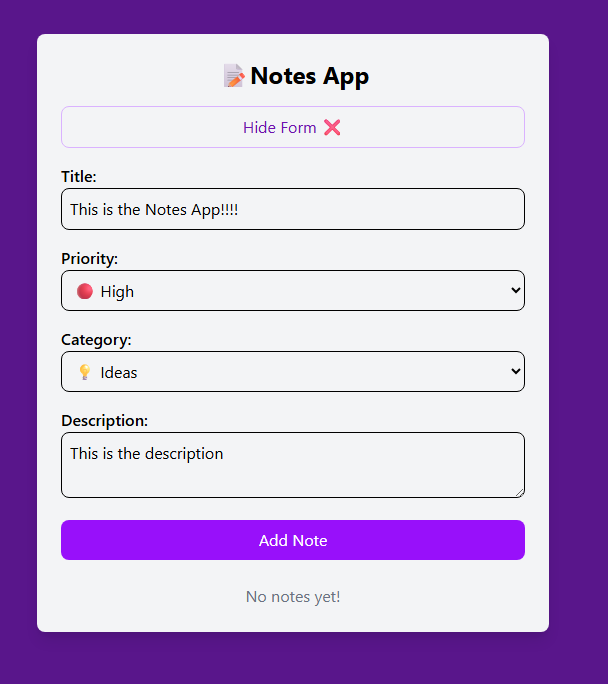 📝 Notes App
Hide Form ❌
Title:
This is the Notes App!!!!
Priority:
🔴 High
Category:
💡 Ideas
Description:
This is the description
Add Note
No notes yet!